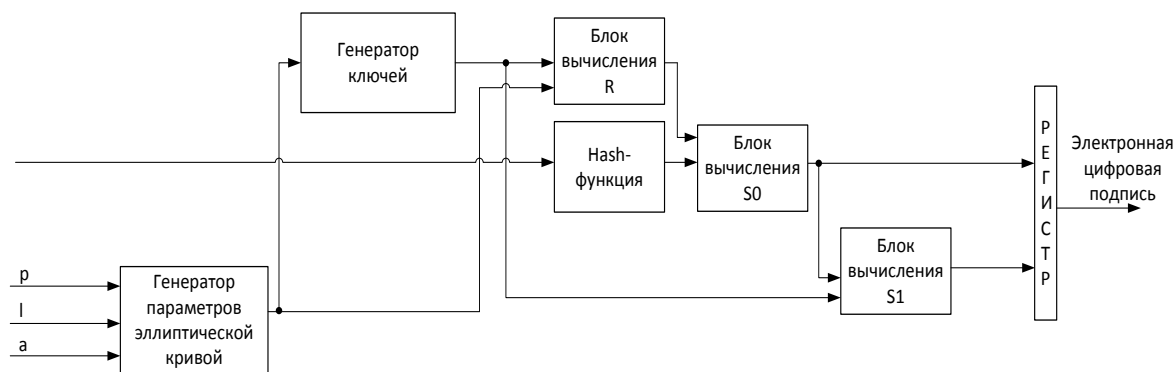 Генератор
ключей
Блок
вычисления
R
Hash-
функция
Блок
вычисления
S0
Блок
вычисления
S1
РЕГИСТР
Электронная
цифровая
подпись
p
l
a
Генератор
параметров
эллиптической
кривой